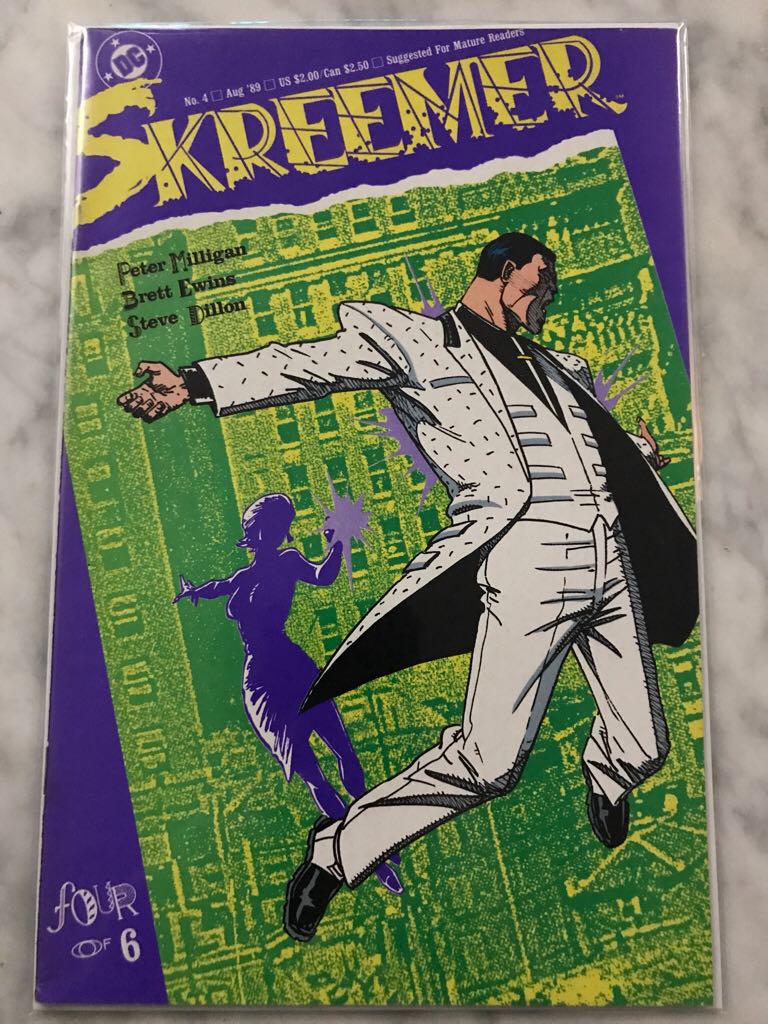 DC
No. 4 □ Aug '89 □ US $2.00/Can $2.50 □ Suggested For Mature Readers
SKREEMER™
Peter Milligan
Brett Ewins
Steve Dillon
foUR
OF 6